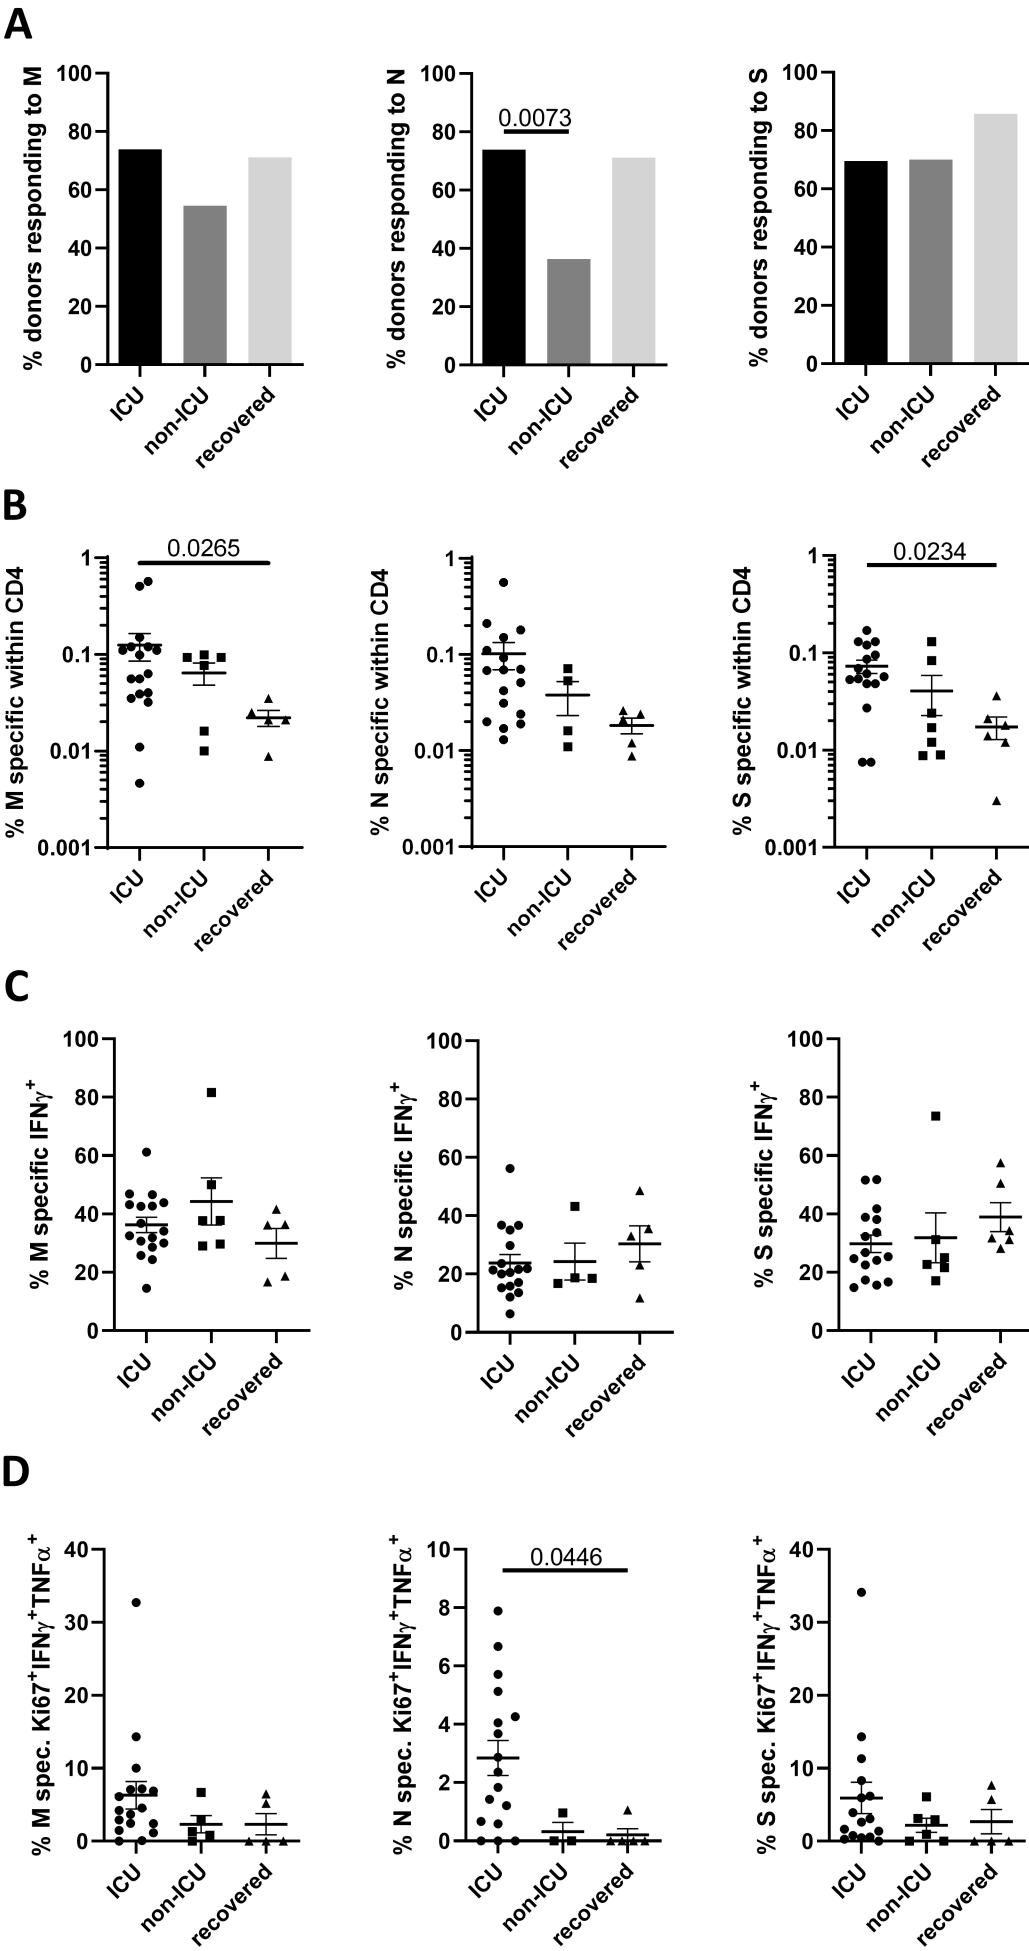 A
% donors responding to M
100
80
60
40
20
0
ICU
non-ICU
recovered
% donors responding to N
100
80
60
40
20
0
0.0073
ICU
non-ICU
recovered
% donors responding to S
100
80
60
40
20
0
ICU
non-ICU
recovered
B
% M specific within CD4
1
0.1
0.01
0.001
0.0265
ICU
non-ICU
recovered
% N specific within CD4
1
0.1
0.01
0.001
ICU
non-ICU
recovered
% S specific within CD4
1
0.1
0.01
0.001
0.0234
ICU
non-ICU
recovered
C
% M specific IFNγ+
100
80
60
40
20
0
ICU
non-ICU
recovered
% N specific IFNγ+
100
80
60
40
20
0
ICU
non-ICU
recovered
% S specific IFNγ+
100
80
60
40
20
0
ICU
non-ICU
recovered
D
% M spec. Ki67+IFNγ+TNFα+
40
30
20
10
0
ICU
non-ICU
recovered
% N spec. Ki67+IFNγ+TNFα+
10
8
6
4
2
0
0.0446
ICU
non-ICU
recovered
% S spec. Ki67+IFNγ+TNFα+
40
30
20
10
0
ICU
non-ICU
recovered